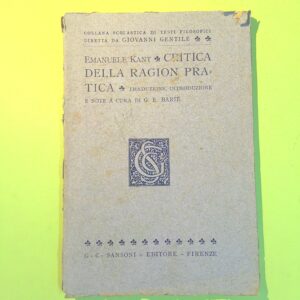 COLLANA SCOLASTICA DI TESTI FILOSOFICI
DIRETTA DA GIOVANNI GENTILE
EMANUELE KANT CRITICA
DELLA RAGION PRA-
TICA TRADUZIONE, INTRODUZIONE
E NOTE A CURA DI G. E. BARIÉ
G · C · SANSONI - EDITORE - FIRENZE